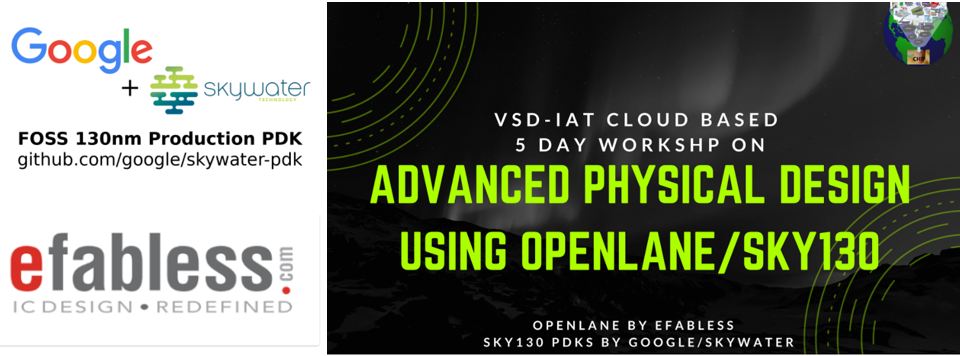 Google
+ skywater
TECHNOLOGY
FOSS 130nm Production PDK
github.com/google/skywater-pdk
efabless.com
IC DESIGN • REDEFINED
VSD-IAT CLOUD BASED
5 DAY WORKSHP ON
ADVANCED PHYSICAL DESIGN
USING OPENLANE/SKY130
OPENLANE BY EFABLESS
SKY130 PDKS BY GOOGLE/SKYWATER